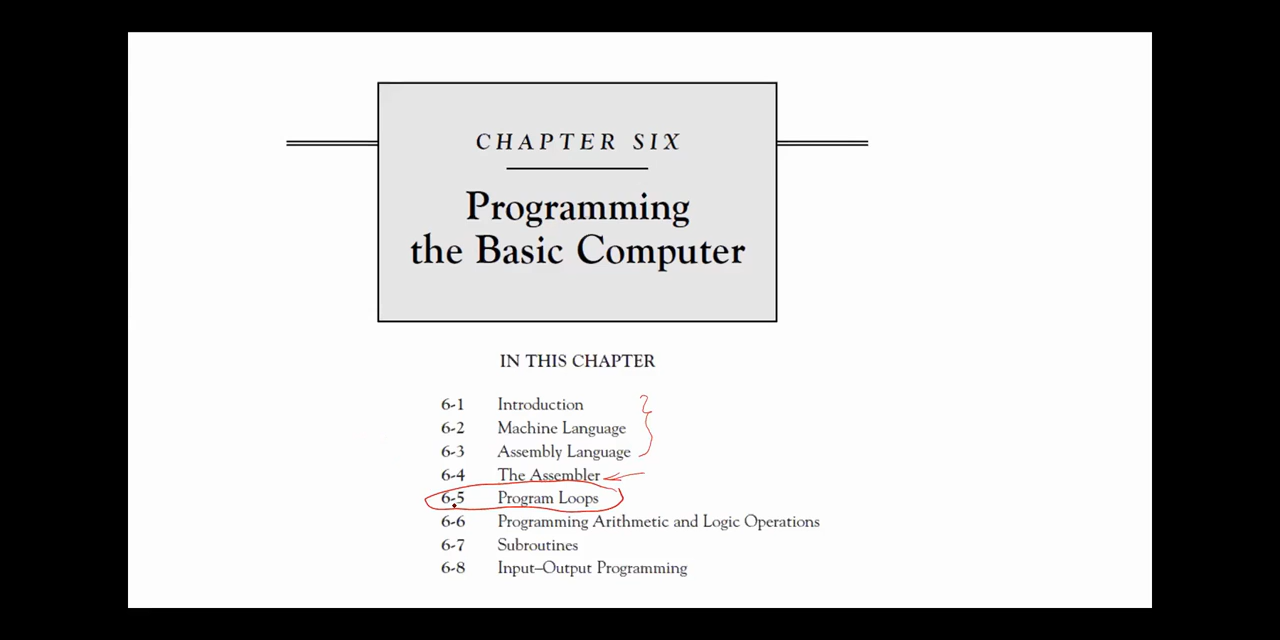 CHAPTER SIX
Programming
the Basic Computer
IN THIS CHAPTER
6-1 Introduction
6-2 Machine Language
6-3 Assembly Language
6-4 The Assembler
6-5 Program Loops
6-6 Programming Arithmetic and Logic Operations
6-7 Subroutines
6-8 Input–Output Programming